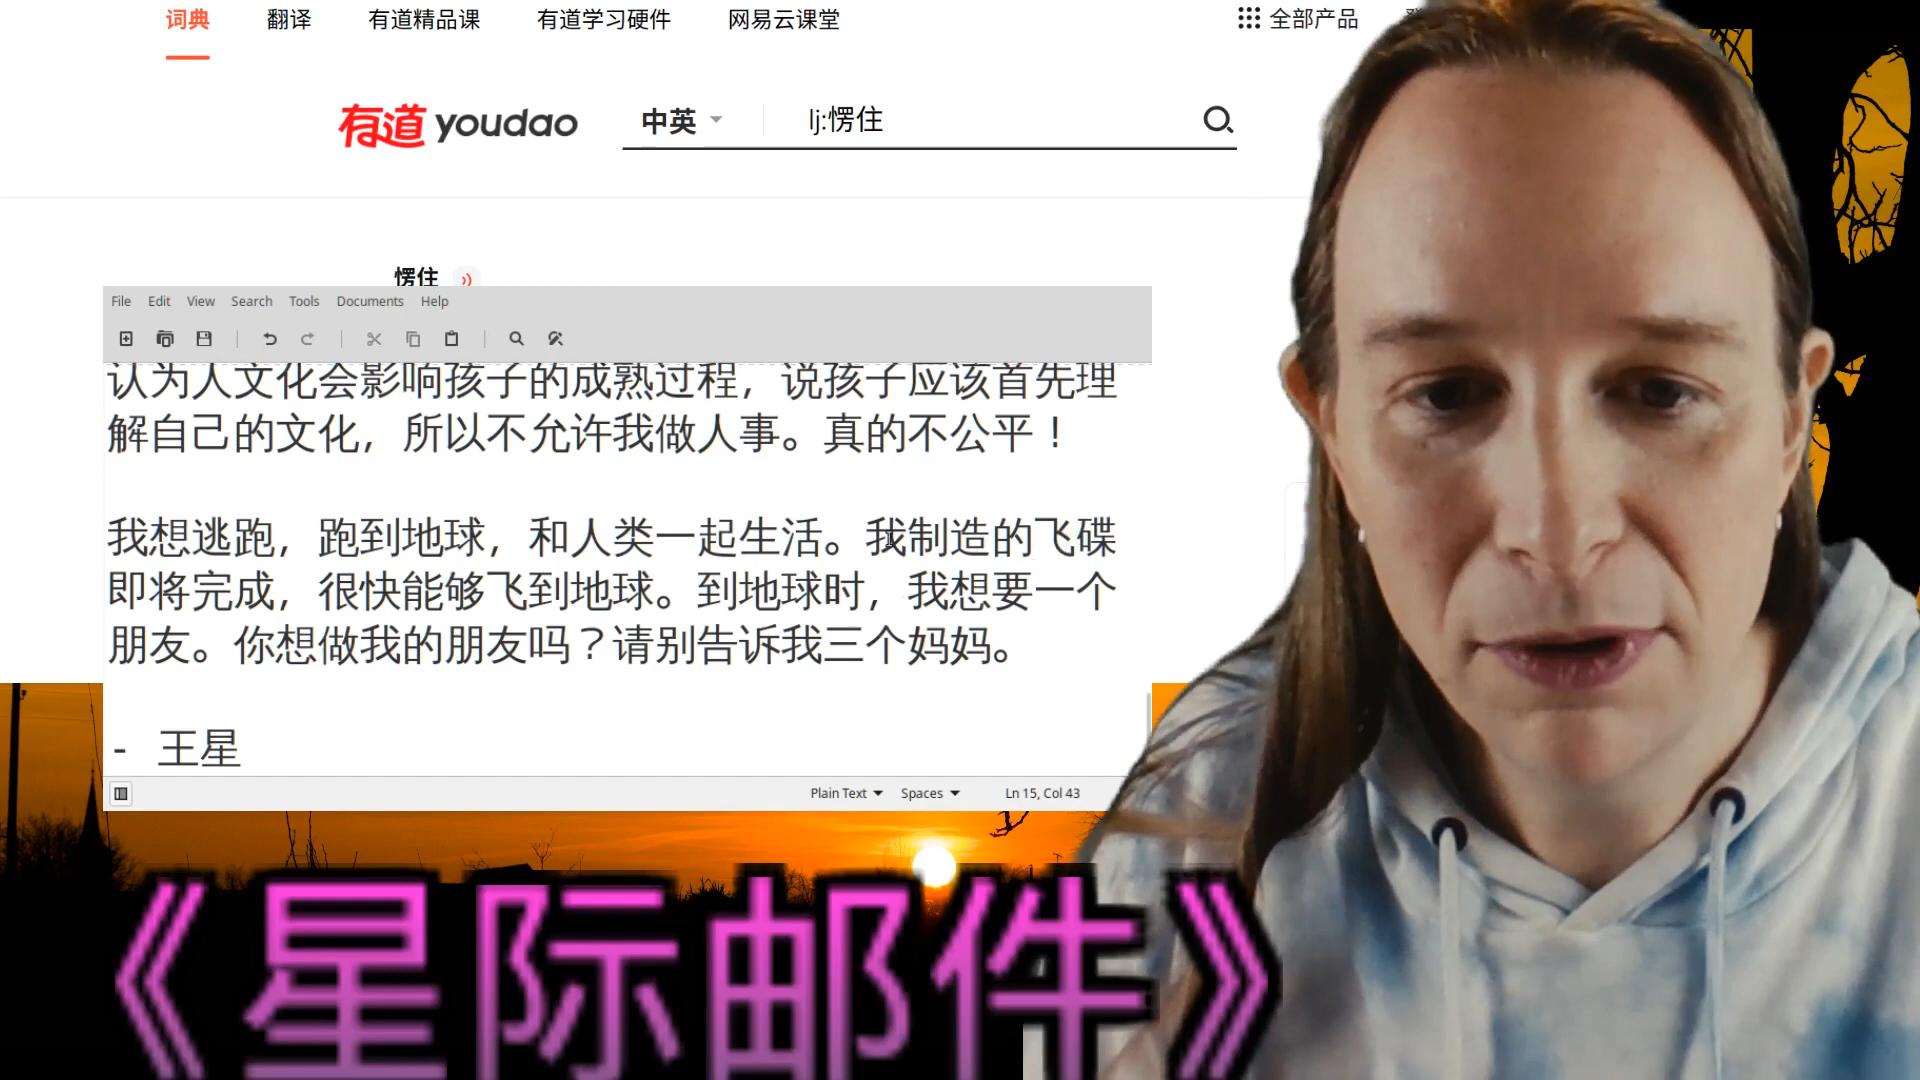 词典 翻译 有道精品课 有道学习硬件 网易云课堂 全部产品
有道 youdao 中英 lj:愣住
愣住
File Edit View Search Tools Documents Help
认为人文化会影响孩子的成熟过程，说孩子应该首先理
解自己的文化，所以不允许我做人事。真的不公平！
我想逃跑，跑到地球，和人类一起生活。我制造的飞碟
即将完成，很快能够飞到地球。到地球时，我想要一个
朋友。你想做我的朋友吗？请别告诉我三个妈妈。
- 王星
Plain Text Spaces Ln 15, Col 43
《星际邮件》